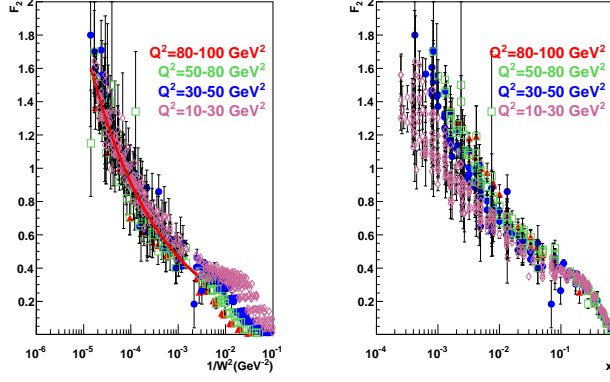 F₂
2
1.8
1.6
1.4
1.2
1
0.8
0.6
0.4
0.2
Q²=80-100 GeV²
Q²=50-80 GeV²
Q²=30-50 GeV²
Q²=10-30 GeV²
10⁻⁶ 10⁻⁵ 10⁻⁴ 10⁻³ 10⁻² 10⁻¹
1/W²(GeV⁻²)
F₂
2
1.8
1.6
1.4
1.2
1
0.8
0.6
0.4
0.2
Q²=80-100 GeV²
Q²=50-80 GeV²
Q²=30-50 GeV²
Q²=10-30 GeV²
10⁻⁴ 10⁻³ 10⁻² 10⁻¹
x